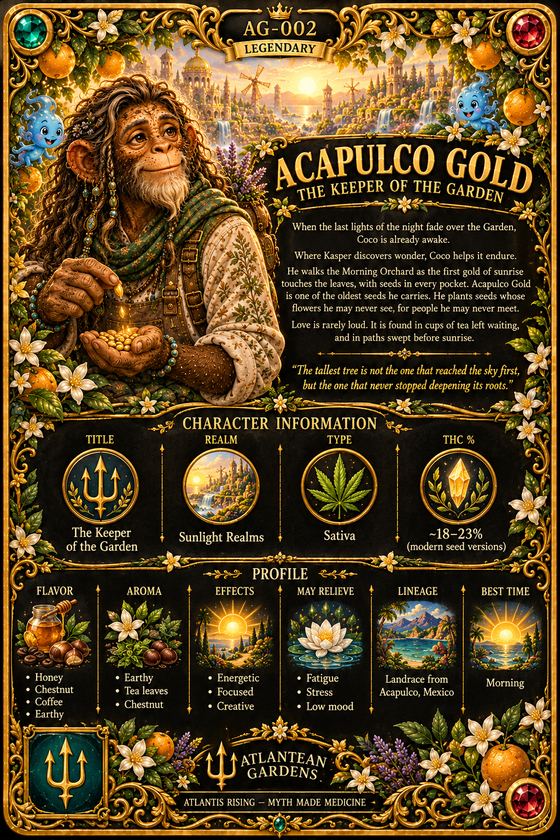 AG-002
LEGENDARY
ACAPULCO GOLD
THE KEEPER OF THE GARDEN
When the last lights of the night fade over the Garden,
Coco is already awake.
Where Kasper discovers wonder, Coco helps it endure.
He walks the Morning Orchard as the first gold of sunrise
touches the leaves, with seeds in every pocket. Acapulco Gold
is one of the oldest seeds he carries. He plants seeds whose
flowers he may never see, for people he may never meet.
Love is rarely loud. It is found in cups of tea left waiting,
and in paths swept before sunrise.
"The tallest tree is not the one that reached the sky first,
but the one that never stopped deepening its roots."
CHARACTER INFORMATION
TITLE
The Keeper
of the Garden
REALM
Sunlight Realms
TYPE
Sativa
THC %
~18–23%
(modern seed versions)
PROFILE
FLAVOR
• Honey
• Chestnut
• Coffee
• Earthy
AROMA
• Earthy
• Tea leaves
• Chestnut
EFFECTS
• Energetic
• Focused
• Creative
MAY RELIEVE
• Fatigue
• Stress
• Low mood
LINEAGE
Landrace from
Acapulco, Mexico
BEST TIME
Morning
ATLANTEAN
GARDENS
ATLANTIS RISING – MYTH MADE MEDICINE